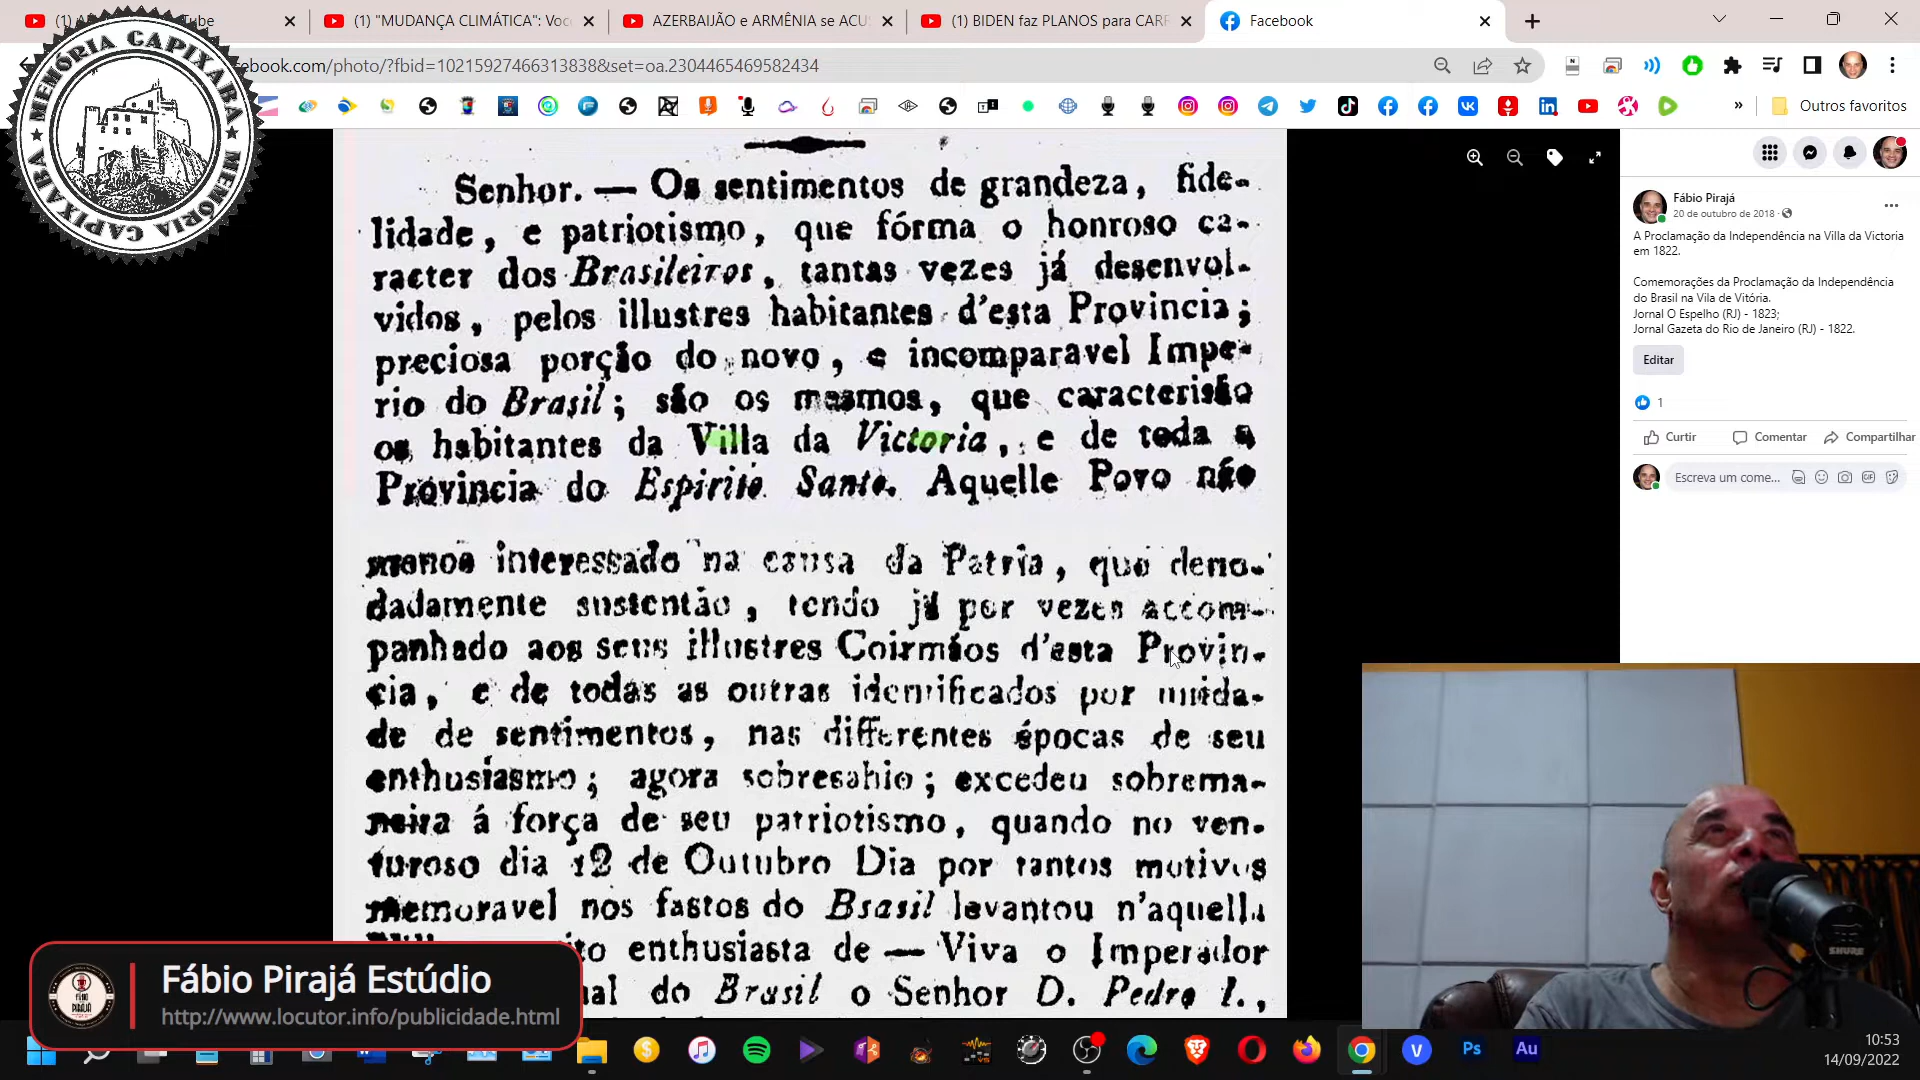 (1) "MUDANÇA CLIMÁTICA": Voc
AZERBAIJÃO e ARMÊNIA se ACU
(1) BIDEN faz PLANOS para CARR
Facebook
ebook.com/photo/?fbid=10215927466313838&set=oa.2304465469582434
Outros favoritos
MEMÓRIA CAPIXABA ★ MEMÓRIA CAPIXABA ★
Senhor. — Os sentimentos de grandeza, fide-
lidade, e patriotismo, que fórma o honroso ca-
racter dos Brasileiros, tantas vezes já desenvol-
vidos, pelos illustres habitantes d'esta Provincia;
preciosa porção do novo, e incomparavel Impe-
rio do Brasil; são os mesmos, que caracterisão
os habitantes da Villa da Victoria, e de toda a
Provincia do Espirito Santo. Aquelle Povo não
menos interessado na causa da Patria, que deno-
dadamente sustentão, tendo já por vezes accom-
panhado aos seus illustres Coirmãos d'esta Provin-
cia, e de todas as outras identificados por unida-
de de sentimentos, nas differentes épocas de seu
enthusiasmo; agora sobresahio; excedeu sobrema-
neira á força de seu patriotismo, quando no ven-
turoso dia 12 de Outubro Dia por tantos motivos
memoravel nos fastos do Brasil levantou n'aquella
to enthusiasta de — Viva o Imperador
al do Brasil o Senhor D. Pedro I.,
Fábio Pirajá
20 de outubro de 2018
A Proclamação da Independência na Villa da Victoria
em 1822.
Comemorações da Proclamação da Independência
do Brasil na Vila de Vitória.
Jornal O Espelho (RJ) - 1823;
Jornal Gazeta do Rio de Janeiro (RJ) - 1822.
Editar
1
Curtir Comentar Compartilhar
Escreva um come...
SHURE
Fábio Pirajá Estúdio
http://www.locutor.info/publicidade.html
10:53
14/09/2022